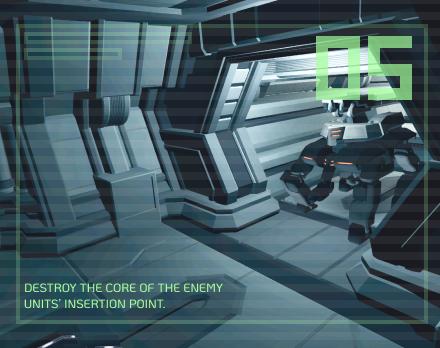 05
DESTROY THE CORE OF THE ENEMY
UNITS' INSERTION POINT.